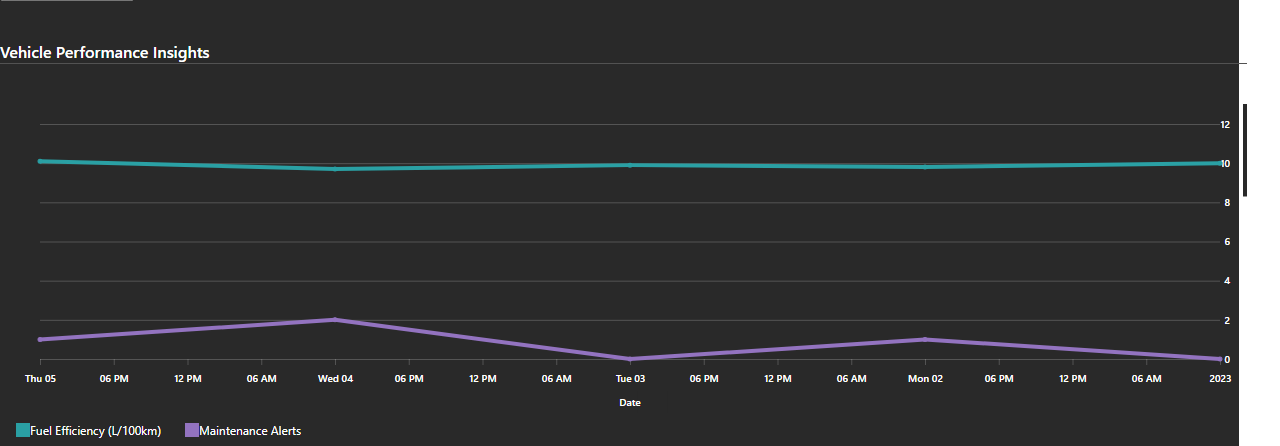 Vehicle Performance Insights
12
10
8
6
4
2
0
Thu 05 06 PM 12 PM 06 AM Wed 04 06 PM 12 PM 06 AM Tue 03 06 PM 12 PM 06 AM Mon 02 06 PM 12 PM 06 AM 2023
Date
Fuel Efficiency (L/100km) Maintenance Alerts